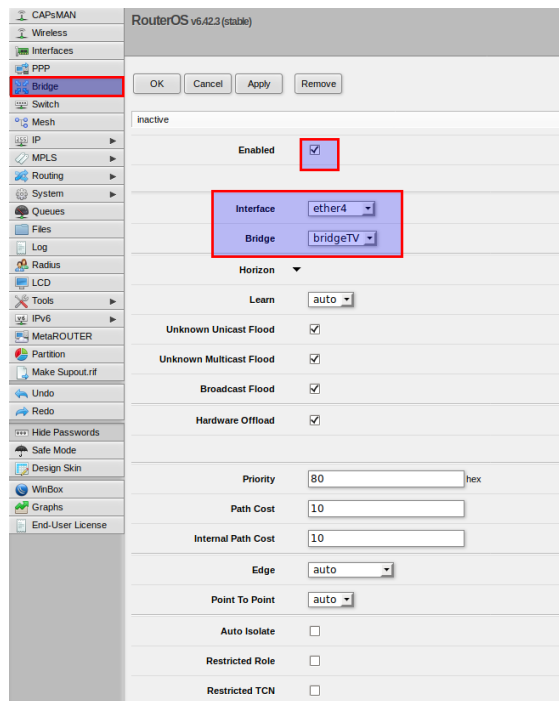 CAPsMAN
Wireless
Interfaces
PPP
Bridge
Switch
Mesh
IP
MPLS
Routing
System
Queues
Files
Log
Radius
LCD
Tools
IPv6
MetaROUTER
Partition
Make Supout.rif
Undo
Redo
Hide Passwords
Safe Mode
Design Skin
WinBox
Graphs
End-User License
RouterOS v6.42.3 (stable)
OK Cancel Apply Remove
inactive
Enabled
Interface ether4
Bridge bridgeTV
Horizon
Learn auto
Unknown Unicast Flood
Unknown Multicast Flood
Broadcast Flood
Hardware Offload
Priority 80 hex
Path Cost 10
Internal Path Cost 10
Edge auto
Point To Point auto
Auto Isolate
Restricted Role
Restricted TCN